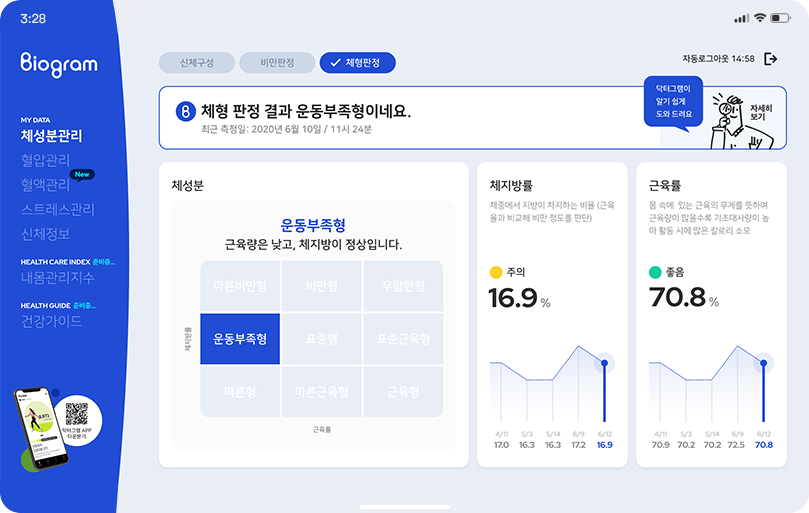 3:28
Biogram
신체구성
비만판정
체형판정
자동로그아웃 14:58
체형 판정 결과 운동부족형이네요.
최근 측정일: 2020년 6월 10일 / 11시 24분
닥터그램이
알기 쉽게
도와 드려요
자세히
보기
MY DATA
체성분관리
혈압관리
혈액관리
New
스트레스관리
신체정보
HEALTH CARE INDEX 준비중...
내몸관리지수
HEALTH GUIDE 준비중...
건강가이드
닥터그램 APP
다운받기
체성분
운동부족형
근육량은 낮고, 체지방이 정상입니다.
마른비만형
비만형
우람한형
운동부족형
표준형
표준근육형
마른형
마른근육형
근육형
체지방률
근육률
체지방률
체중에서 지방이 차지하는 비율 (근육
율과 비교해 비만 정도를 판단)
주의
16.9 %
4/11 5/3 5/14 6/9 6/12
17.0 16.3 16.3 17.2 16.9
근육률
몸 속에 있는 근육의 무게를 뜻하며
근육량이 많을수록 기초대사량이 높
아 활동 시에 많은 칼로리 소모
좋음
70.8 %
4/11 5/3 5/14 6/9 6/12
70.9 70.2 70.2 72.5 70.8